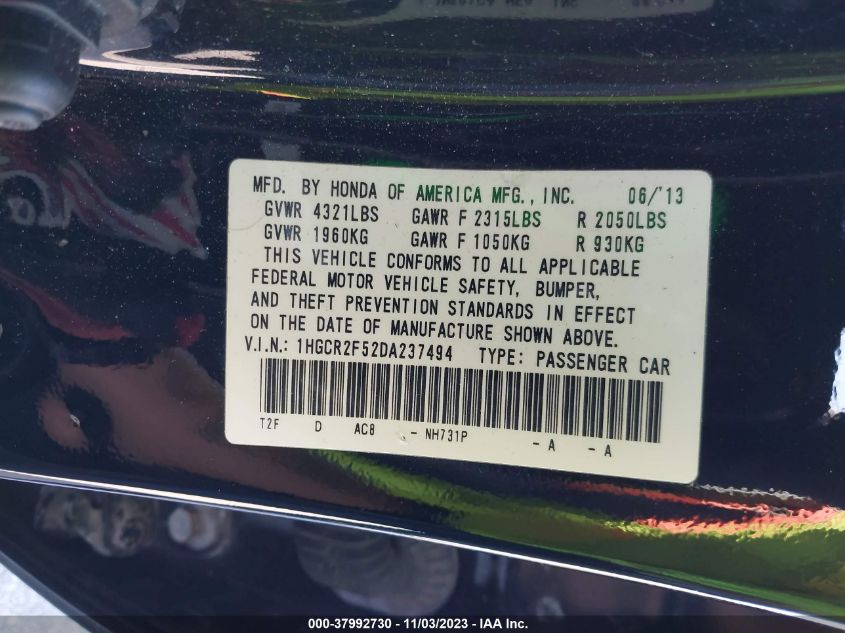 MFD. BY HONDA OF AMERICA MFG., INC. 06/'13
GVWR 4321LBS GAWR F 2315LBS R 2050LBS
GVWR 1960KG GAWR F 1050KG R 930KG
THIS VEHICLE CONFORMS TO ALL APPLICABLE
FEDERAL MOTOR VEHICLE SAFETY, BUMPER,
AND THEFT PREVENTION STANDARDS IN EFFECT
ON THE DATE OF MANUFACTURE SHOWN ABOVE.
V.I.N.: 1HGCR2F52DA237494 TYPE: PASSENGER CAR
T2F D AC8 - NH731P - A - A
000-37992730 - 11/03/2023 - IAA Inc.